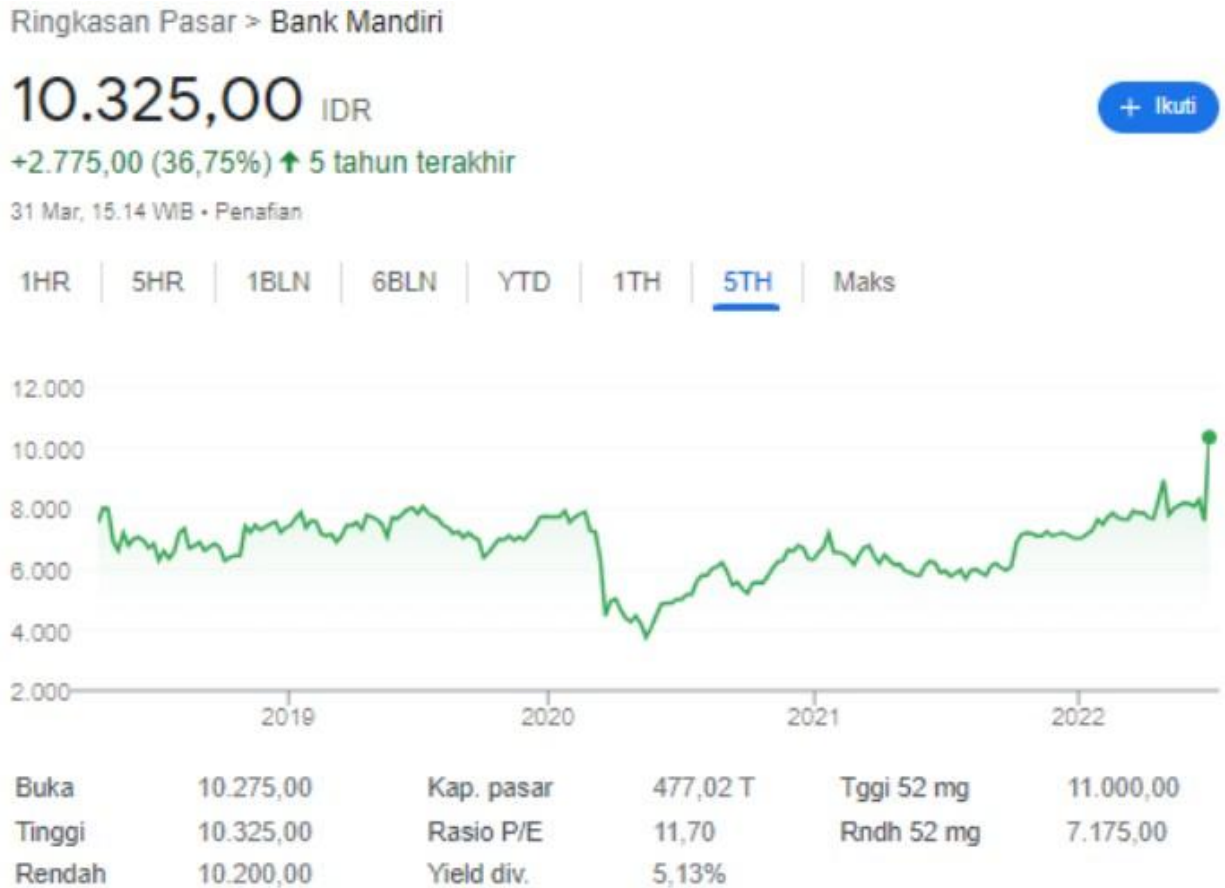 Ringkasan Pasar > Bank Mandiri
10.325,00 IDR
+ Ikuti
+2.775,00 (36,75%) ↑ 5 tahun terakhir
31 Mar, 15.14 WIB • Penafian
1HR 5HR 1BLN 6BLN YTD 1TH 5TH Maks
12.000
10.000
8.000
6.000
4.000
2.000
2019 2020 2021 2022
Buka 10.275,00 Kap. pasar 477,02 T Tggi 52 mg 11.000,00
Tinggi 10.325,00 Rasio P/E 11,70 Rndh 52 mg 7.175,00
Rendah 10.200,00 Yield div. 5,13%